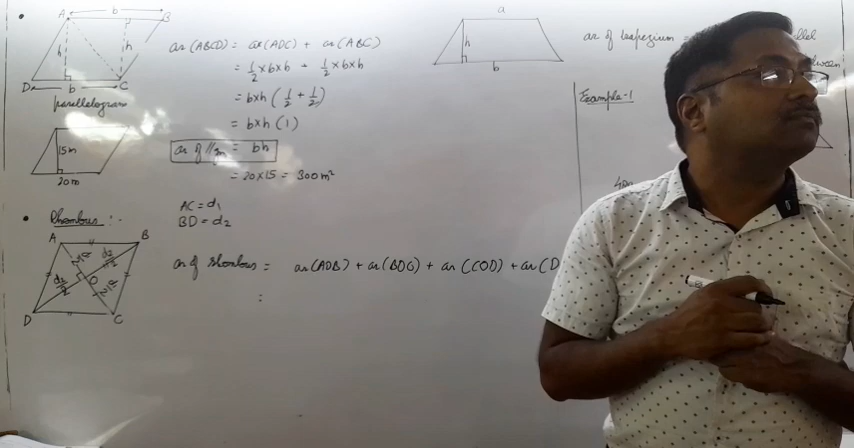 b
A B
h h
D b C
parallelogram
ar (ABCD) = ar(ADC) + ar(ABC)
= 1/2 × b × h + 1/2 × b × h
= b×h (1/2 + 1/2)
= b×h (1)
ar of //gm = bh
= 20×15 = 300 m²
15m
20m
Rhombus :-
AC = d₁
BD = d₂
A B
d₂/2
O
D C
ar of rhombus = ar(AOB) + ar(BOC) + ar(COD) + ar(D
=
a
h
b
ar of trapezium =
Example-1